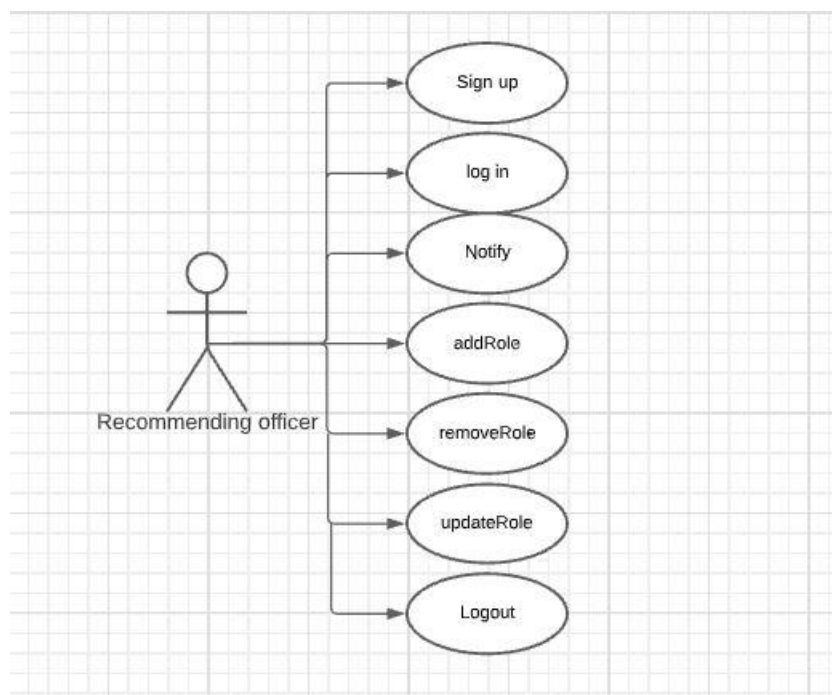 Sign up
log in
Notify
addRole
Recommending officer
removeRole
updateRole
Logout